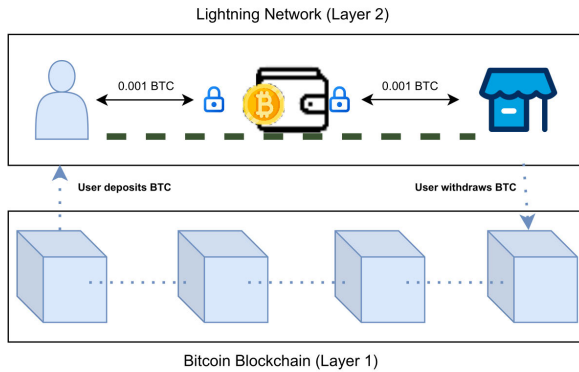 Lightning Network (Layer 2)
0.001 BTC
0.001 BTC
User deposits BTC
User withdraws BTC
Bitcoin Blockchain (Layer 1)